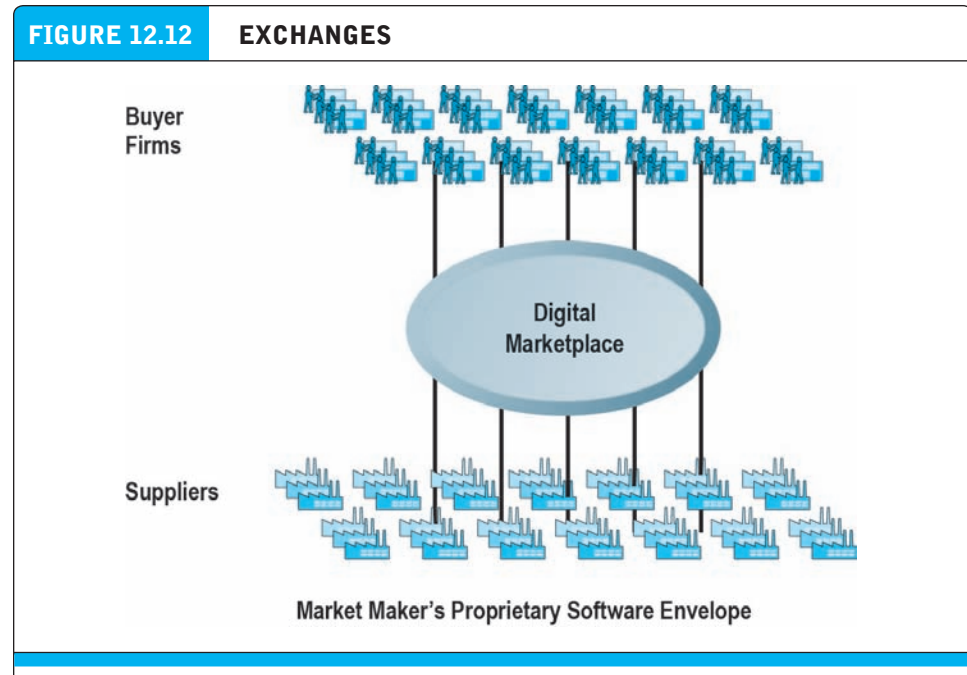 FIGURE 12.12 EXCHANGES
Buyer
Firms
Digital
Marketplace
Suppliers
Market Maker's Proprietary Software Envelope